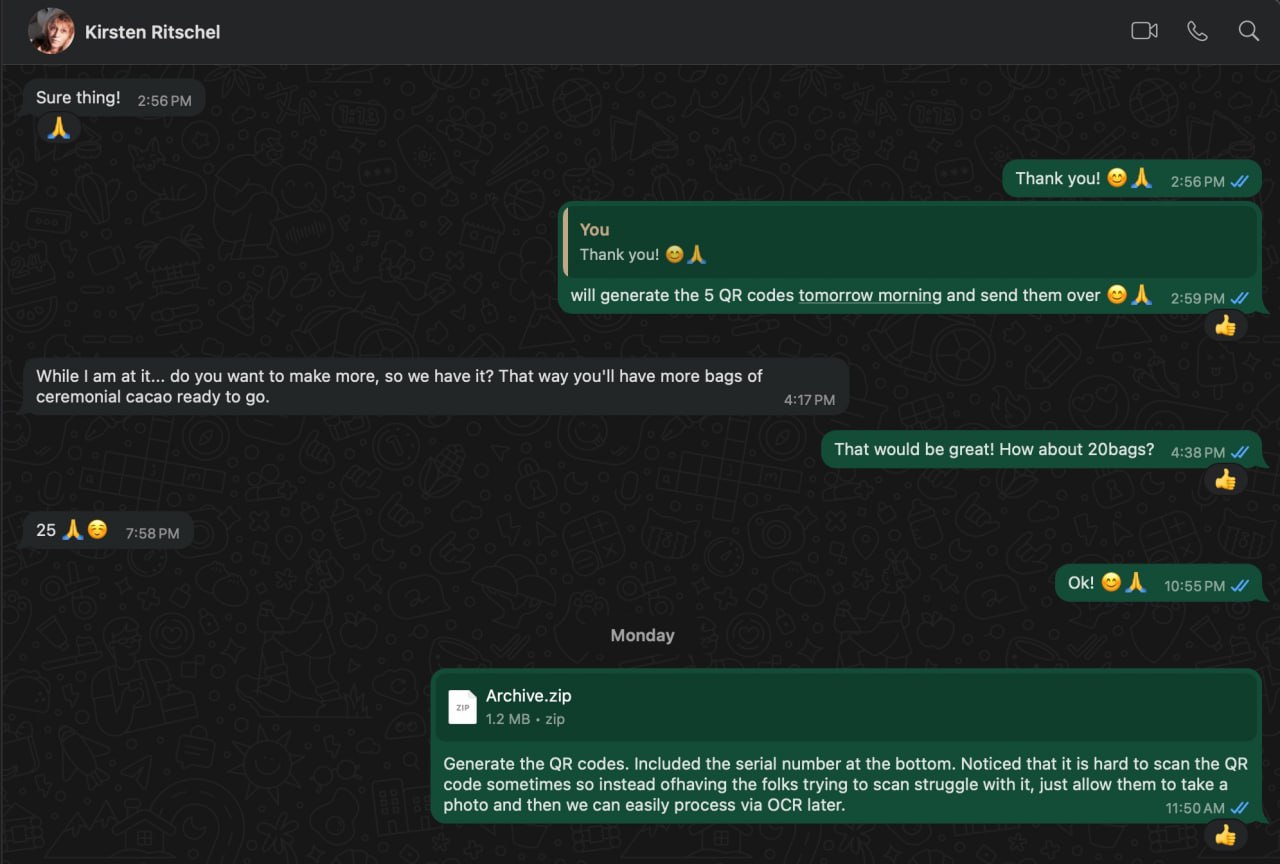 Kirsten Ritschel
Sure thing! 2:56 PM
🙏
Thank you! 😊🙏 2:56 PM
You
Thank you! 😊🙏
will generate the 5 QR codes tomorrow morning and send them over 😊🙏 2:59 PM
👍
While I am at it... do you want to make more, so we have it? That way you'll have more bags of
ceremonial cacao ready to go. 4:17 PM
That would be great! How about 20bags? 4:38 PM
👍
25 🙏☺️ 7:58 PM
Ok! 😊🙏 10:55 PM
Monday
ZIP
Archive.zip
1.2 MB • zip
Generate the QR codes. Included the serial number at the bottom. Noticed that it is hard to scan the QR
code sometimes so instead ofhaving the folks trying to scan struggle with it, just allow them to take a
photo and then we can easily process via OCR later. 11:50 AM
👍